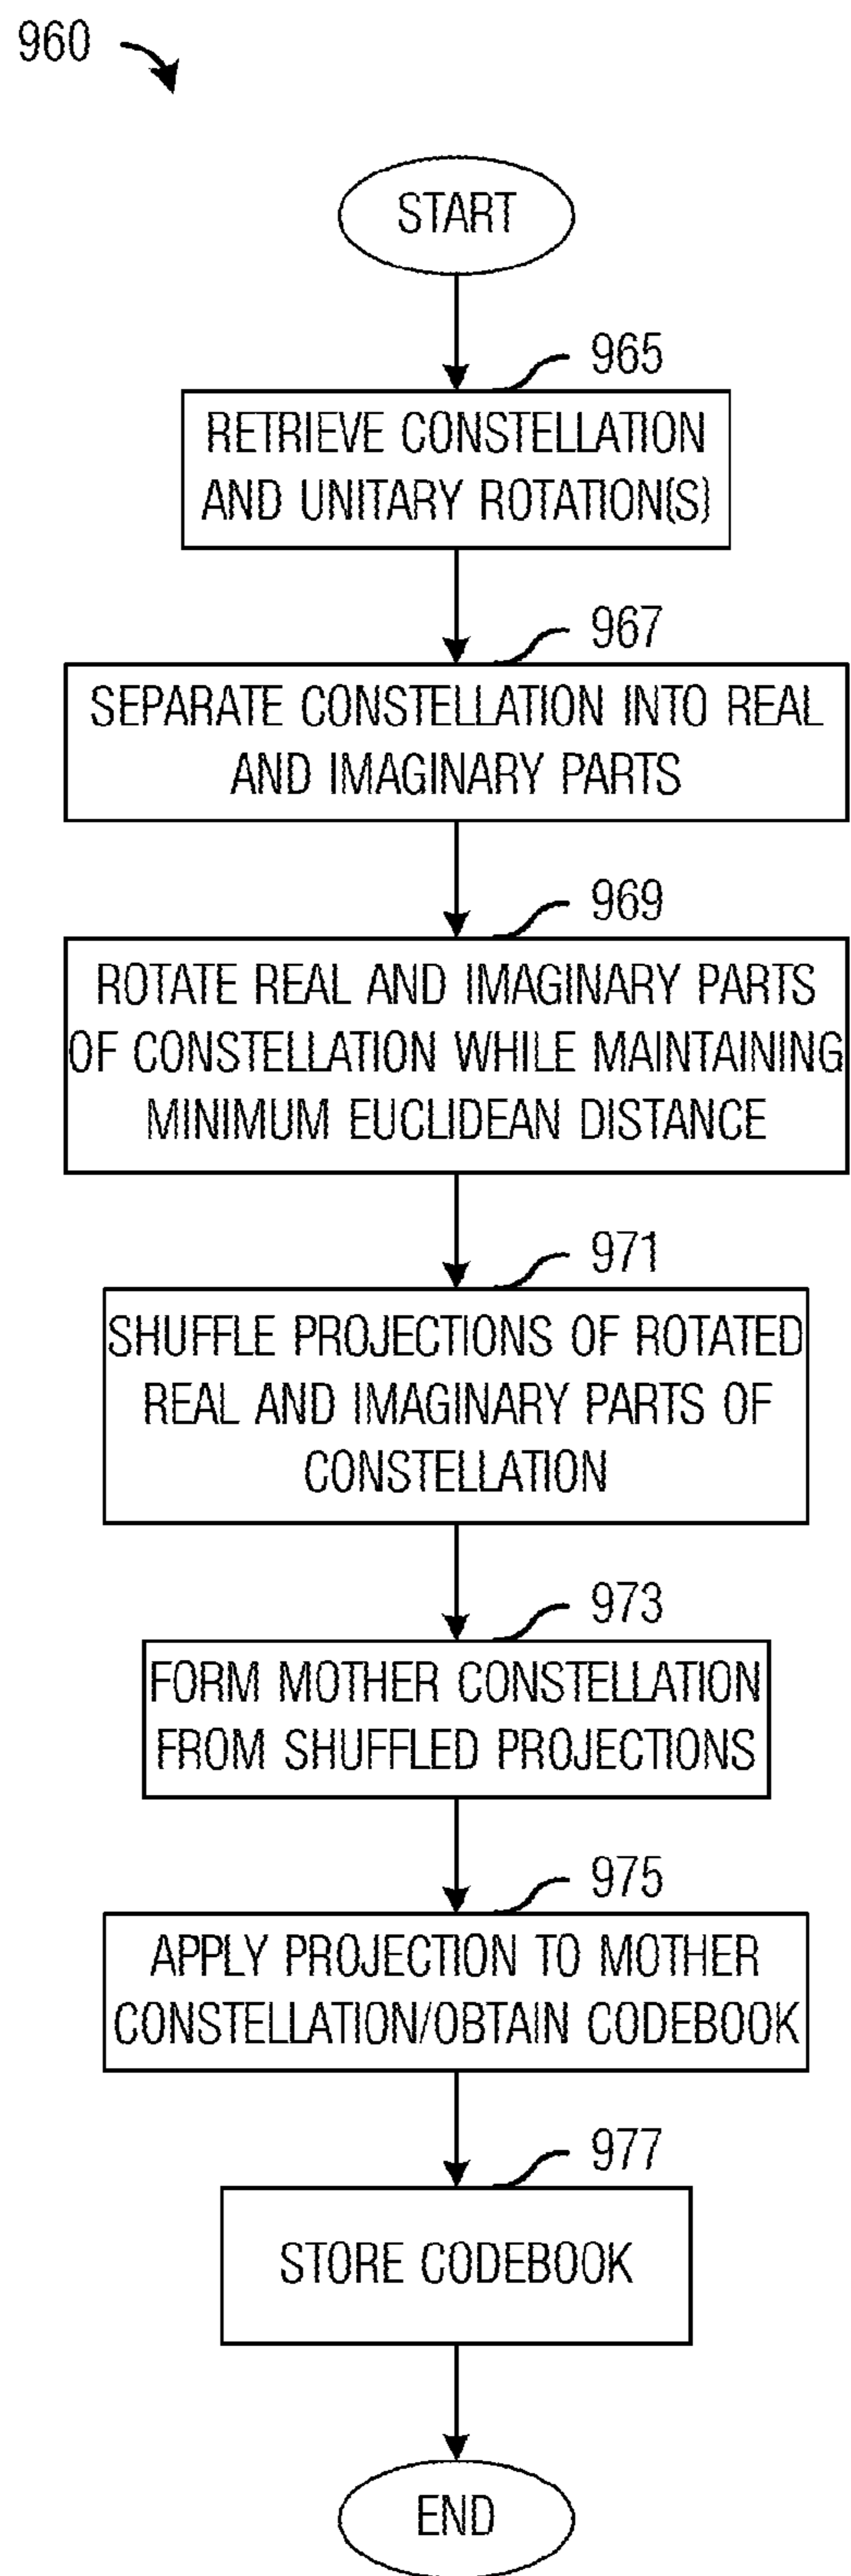 960
START
965
RETRIEVE CONSTELLATION
AND UNITARY ROTATION(S)
967
SEPARATE CONSTELLATION INTO REAL
AND IMAGINARY PARTS
969
ROTATE REAL AND IMAGINARY PARTS
OF CONSTELLATION WHILE MAINTAINING
MINIMUM EUCLIDEAN DISTANCE
971
SHUFFLE PROJECTIONS OF ROTATED
REAL AND IMAGINARY PARTS OF
CONSTELLATION
973
FORM MOTHER CONSTELLATION
FROM SHUFFLED PROJECTIONS
975
APPLY PROJECTION TO MOTHER
CONSTELLATION/OBTAIN CODEBOOK
977
STORE CODEBOOK
END